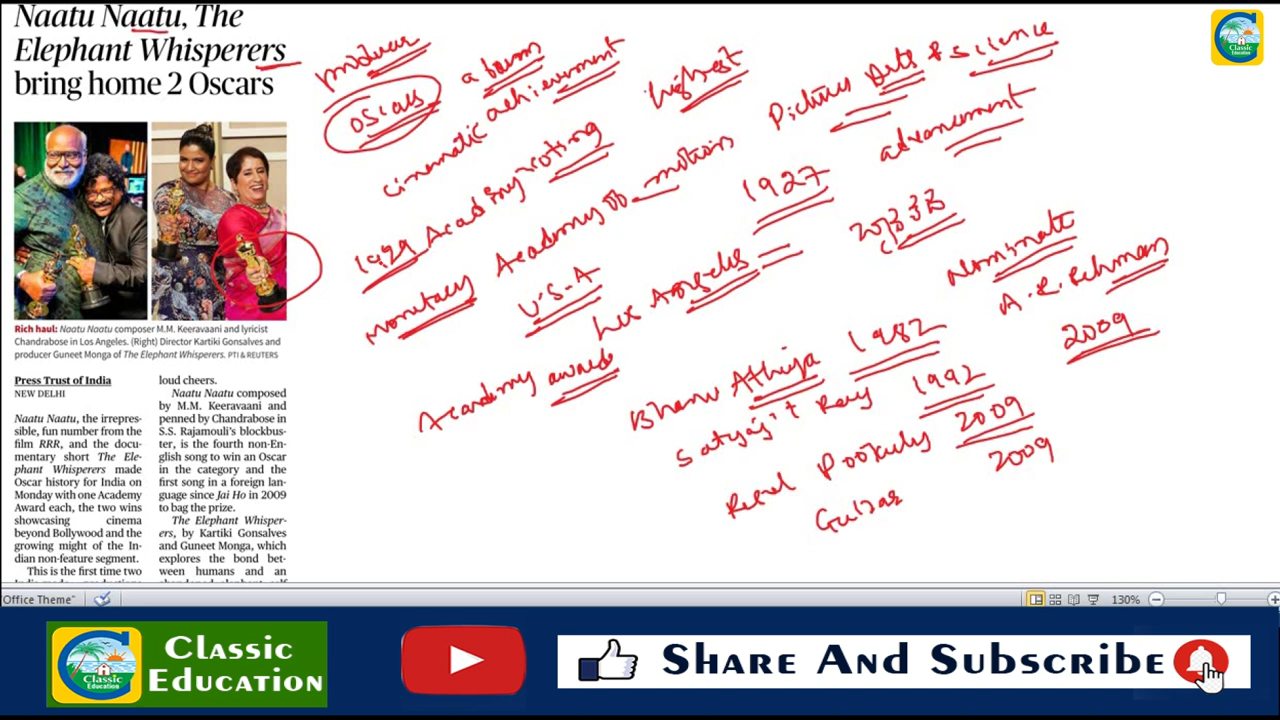 Naatu Naatu, The
Elephant Whisperers
bring home 2 Oscars
Rich haul: Naatu Naatu composer M.M. Keeravaani and lyricist
Chandrabose in Los Angeles. (Right) Director Kartiki Gonsalves and
producer Guneet Monga of The Elephant Whisperers. PTI & REUTERS
Press Trust of India
NEW DELHI
Naatu Naatu, the irrepres-
sible, fun number from the
film RRR, and the docu-
mentary short The Ele-
phant Whisperers made
Oscar history for India on
Monday with one Academy
Award each, the two wins
showcasing cinema
beyond Bollywood and the
growing might of the In-
dian non-feature segment.
This is the first time two
loud cheers.
Naatu Naatu composed
by M.M. Keeravaani and
penned by Chandrabose in
S.S. Rajamouli's blockbus-
ter, is the fourth non-En-
glish song to win an Oscar
in the category and the
first song in a foreign lan-
guage since Jai Ho in 2009
to bag the prize.
The Elephant Whisper-
ers, by Kartiki Gonsalves
and Guneet Monga, which
explores the bond bet-
ween humans and an
Oscars
cinematic achievement
highest
Pictures Arts & science
advancement
1929 Academy voting
Academy of motion
1927
U.S.A
Los Angeles
Academy award
Nominate
A.R. Rehman
2009
Bhanu Athiya 1982
Satyajit Ray 1992
Resul Pookutty 2009
Gulzar 2009
"Office Theme"
130%
Classic
Education
Classic
Education
Classic
Education
Share And Subscribe